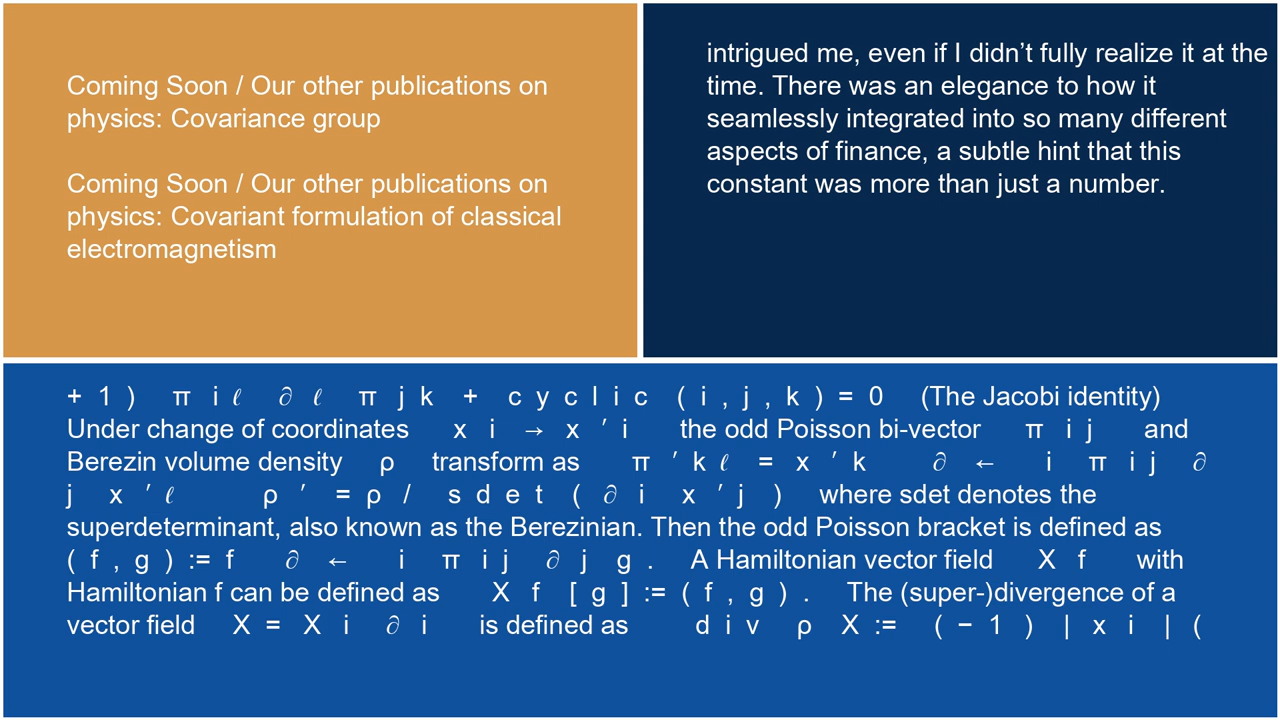 Coming Soon / Our other publications on
physics: Covariance group
Coming Soon / Our other publications on
physics: Covariant formulation of classical
electromagnetism
intrigued me, even if I didn’t fully realize it at the
time. There was an elegance to how it
seamlessly integrated into so many different
aspects of finance, a subtle hint that this
constant was more than just a number.
+ 1 ) π i ℓ ∂ ℓ π j k + c y c l i c ( i , j , k ) = 0 (The Jacobi identity)
Under change of coordinates x i → x ′ i the odd Poisson bi-vector π i j and
Berezin volume density ρ transform as π ′ k ℓ = x ′ k ∂ ← i π i j ∂
j x ′ ℓ ρ ′ = ρ / s d e t ( ∂ i x ′ j ) where sdet denotes the
superdeterminant, also known as the Berezinian. Then the odd Poisson bracket is defined as
( f , g ) := f ∂ ← i π i j ∂ j g . A Hamiltonian vector field X f with
Hamiltonian f can be defined as X f [ g ] := ( f , g ) . The (super-)divergence of a
vector field X = X i ∂ i is defined as d i v ρ X := ( − 1 ) | x i | (